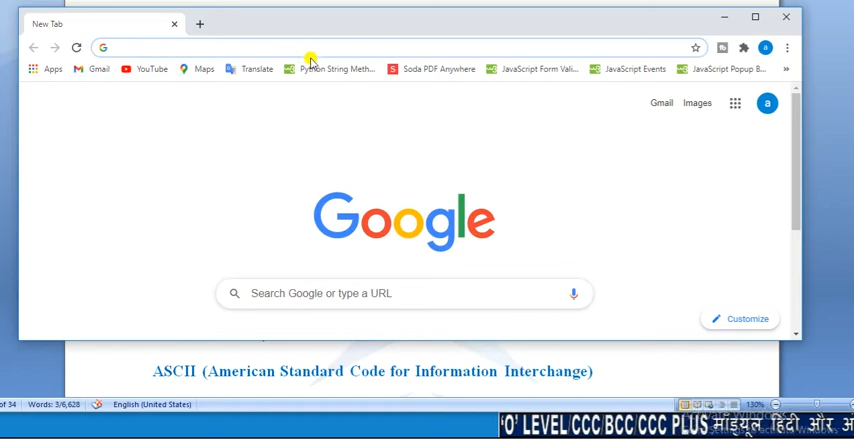 New Tab
Apps Gmail YouTube Maps Translate Python String Meth... Soda PDF Anywhere JavaScript Form Vali... JavaScript Events JavaScript Popup B... »
Gmail Images a
Google
Search Google or type a URL
Customize
ASCII (American Standard Code for Information Interchange)
of 34 Words: 3/6,628 English (United States) 130%
'O' LEVEL/CCC/BCC/CCC PLUS माड्यूल हिंदी और